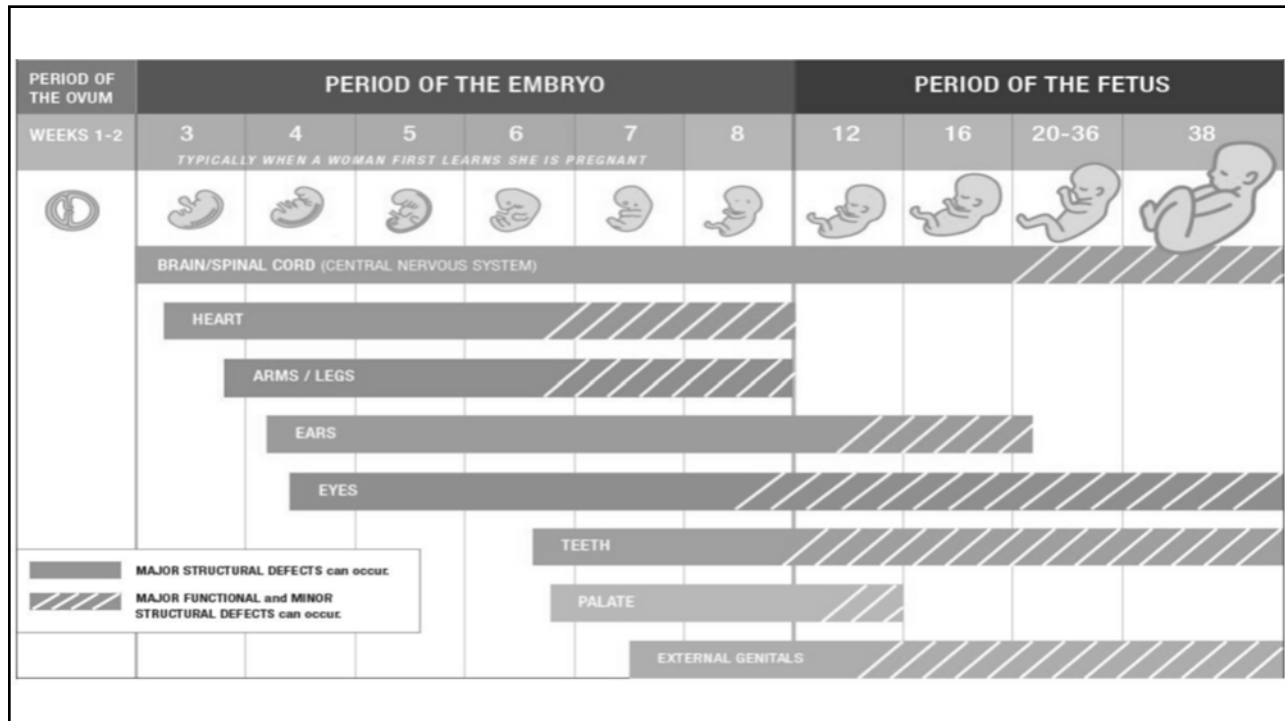 PERIOD OF
THE OVUM
PERIOD OF THE EMBRYO
PERIOD OF THE FETUS
WEEKS 1-2
3
4
5
6
7
8
12
16
20-36
38
TYPICALLY WHEN A WOMAN FIRST LEARNS SHE IS PREGNANT
BRAIN/SPINAL CORD (CENTRAL NERVOUS SYSTEM)
HEART
ARMS / LEGS
EARS
EYES
TEETH
PALATE
EXTERNAL GENITALS
MAJOR STRUCTURAL DEFECTS can occur.
MAJOR FUNCTIONAL and MINOR
STRUCTURAL DEFECTS can occur.